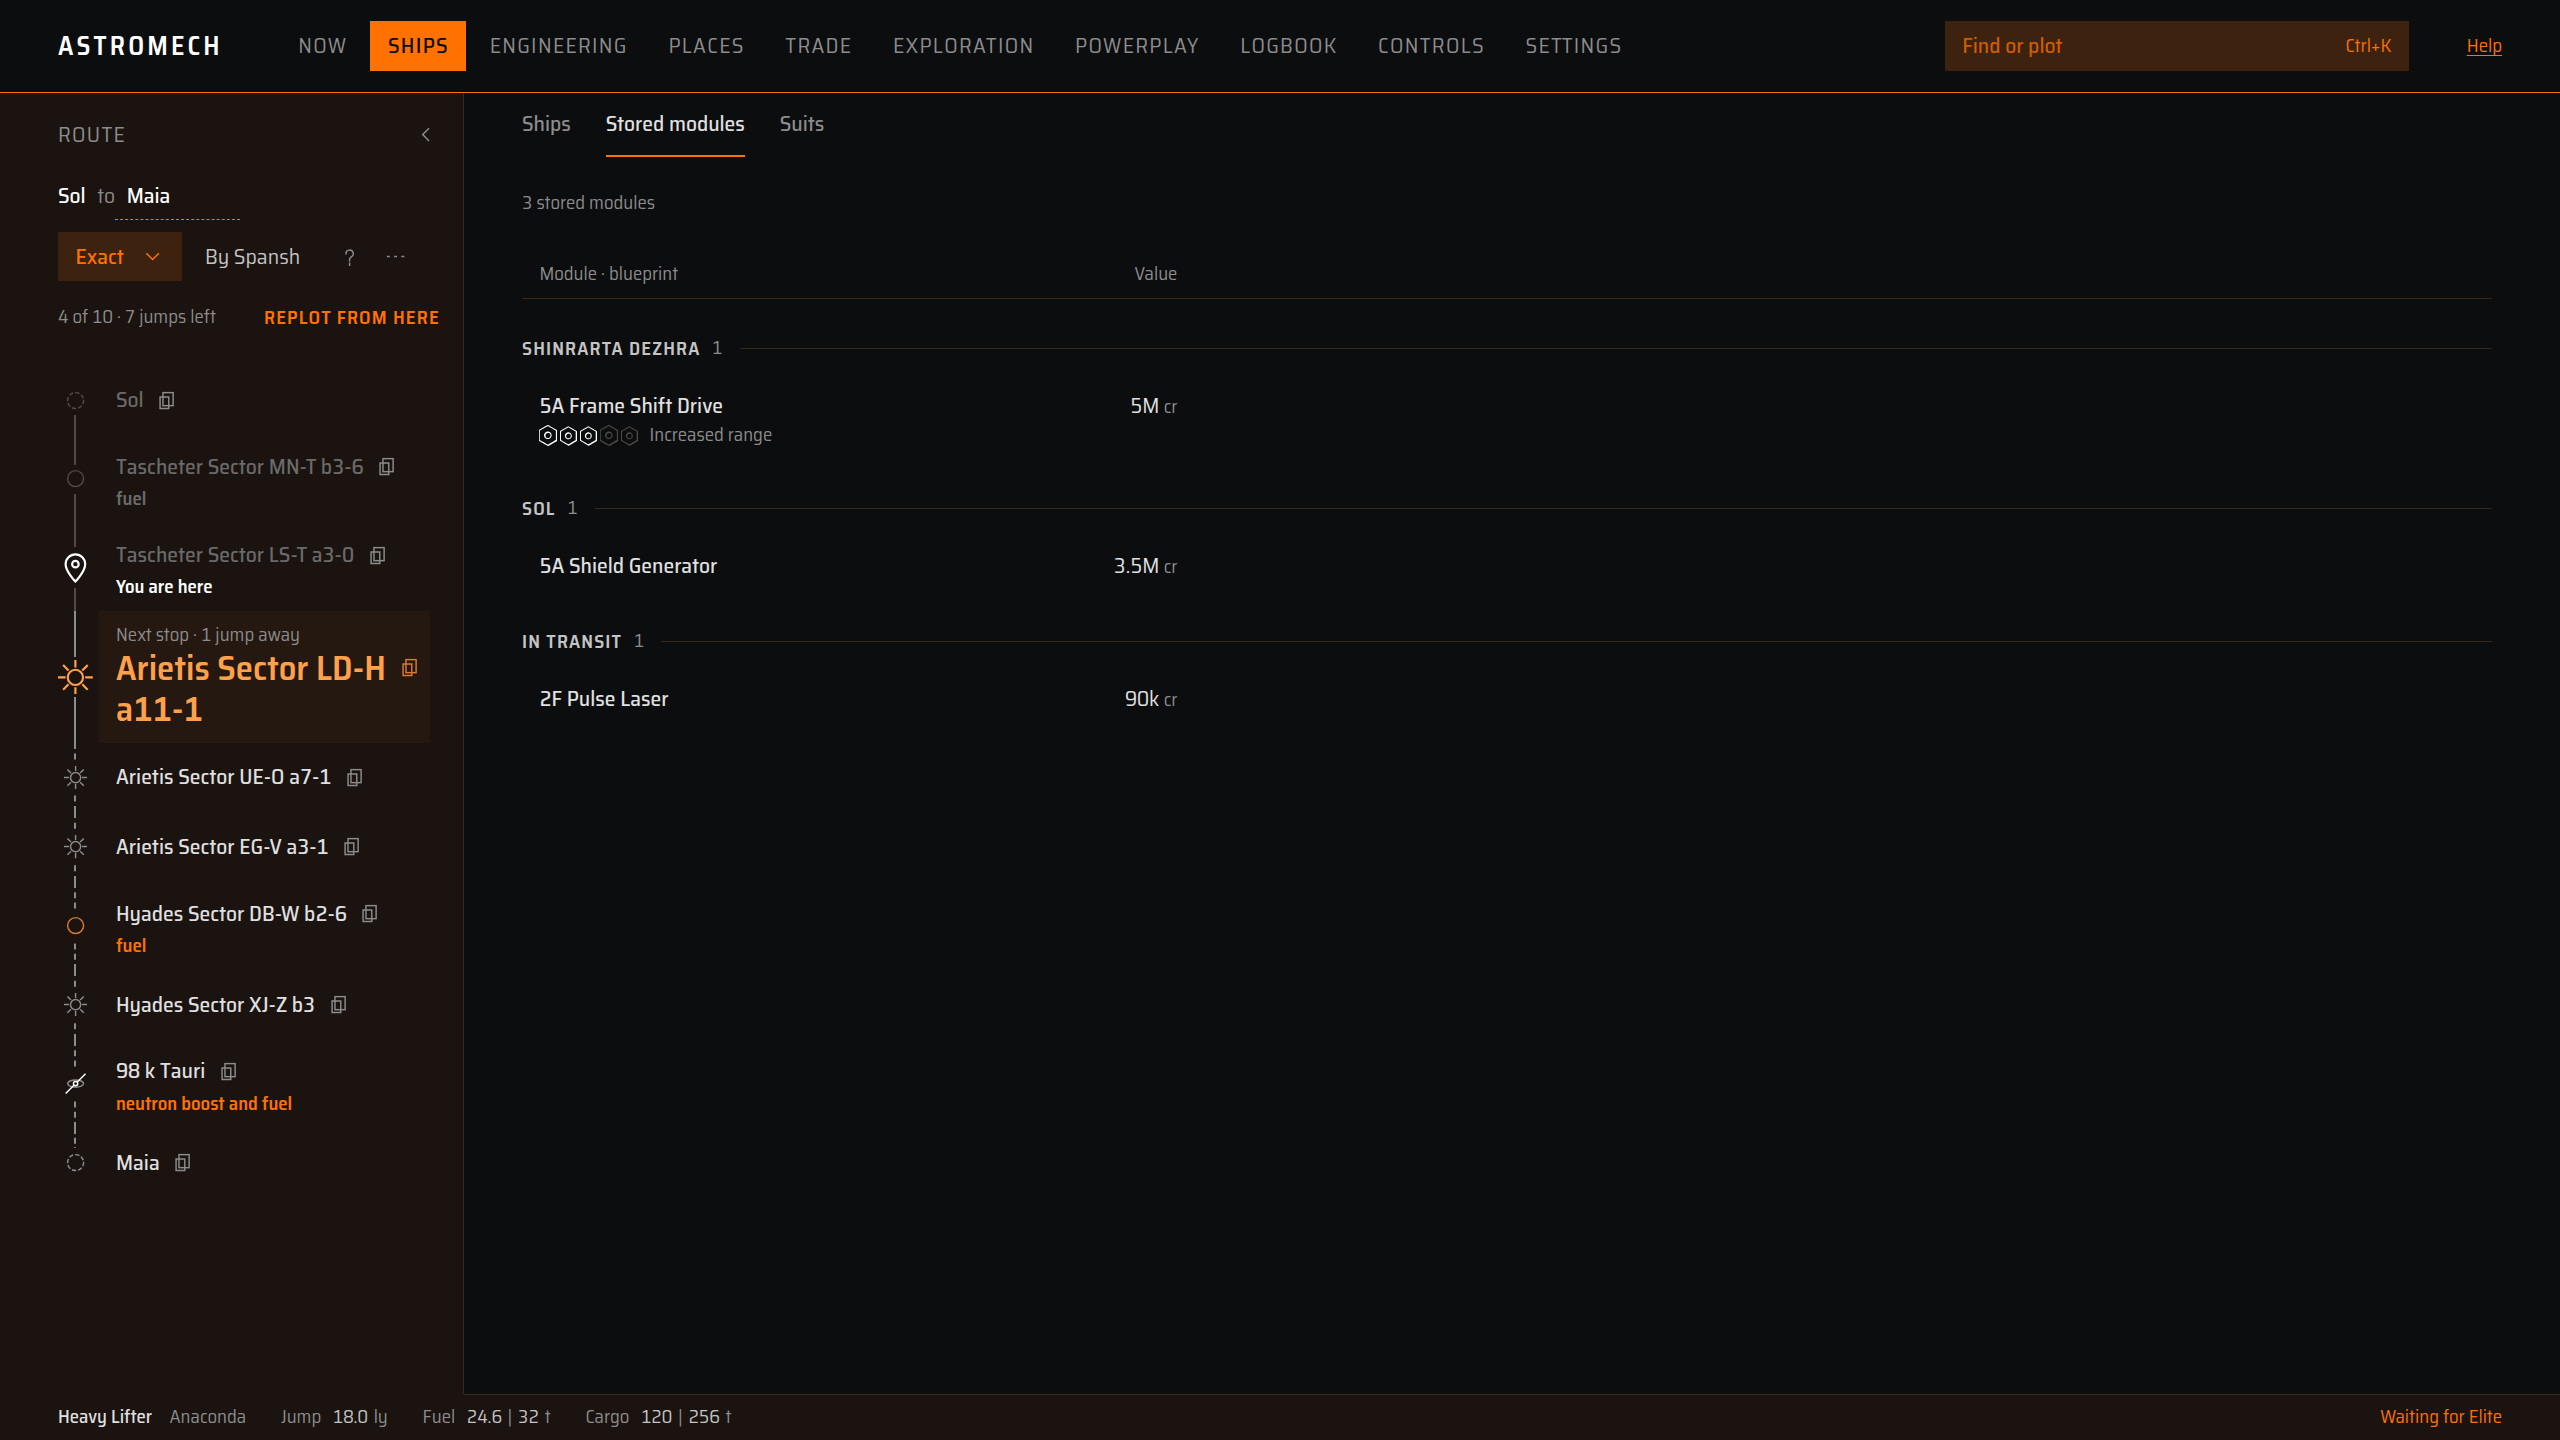 ASTROMECH NOW SHIPS ENGINEERING PLACES TRADE EXPLORATION POWERPLAY LOGBOOK CONTROLS SETTINGS Find or plot Ctrl+K Help
ROUTE
Sol to Maia
Exact By Spansh ? ···
4 of 10 · 7 jumps left REPLOT FROM HERE
Sol
Tascheter Sector MN-T b3-6
fuel
Tascheter Sector LS-T a3-0
You are here
Next stop · 1 jump away
Arietis Sector LD-H
a11-1
Arietis Sector UE-O a7-1
Arietis Sector EG-V a3-1
Hyades Sector DB-W b2-6
fuel
Hyades Sector XJ-Z b3
98 k Tauri
neutron boost and fuel
Maia
Ships Stored modules Suits
3 stored modules
Module · blueprint Value
SHINRARTA DEZHRA 1
5A Frame Shift Drive 5M cr
Increased range
SOL 1
5A Shield Generator 3.5M cr
IN TRANSIT 1
2F Pulse Laser 90k cr
Heavy Lifter Anaconda Jump 18.0 ly Fuel 24.6 | 32 t Cargo 120 | 256 t Waiting for Elite